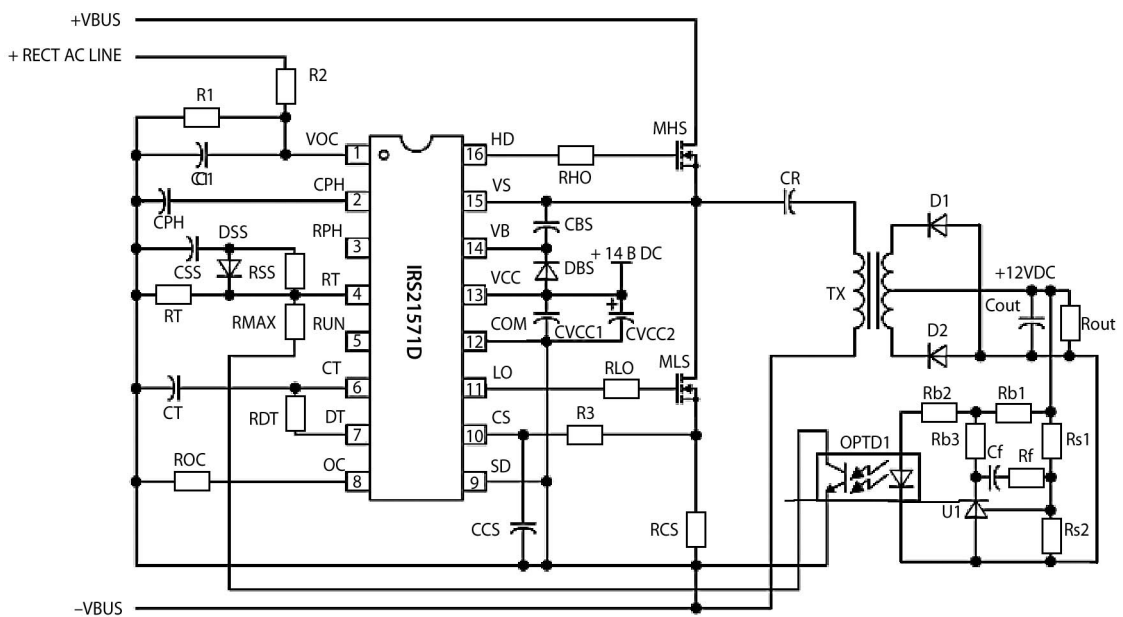 +VBUS
+ RECT AC LINE
R2
R1
VOC
HD
MHS
1
16
C1
RHO
CPH
VS
CR
2
15
CPH
CBS
D1
RPH
VB
DSS
3
14
+ 14 В DC
CSS
RSS
DBS
RT
VCC
+12VDC
4
13
TX
Cout
RT
RMAX
RUN
COM
CVCC1
CVCC2
Rout
5
12
IRS21571D
D2
CT
LO
RLO
MLS
6
11
CT
RDT
DT
CS
R3
Rb2
Rb1
7
10
OPTD1
Rb3
Rs1
ROC
OC
SD
Cf
Rf
8
9
U1
CCS
RCS
Rs2
–VBUS